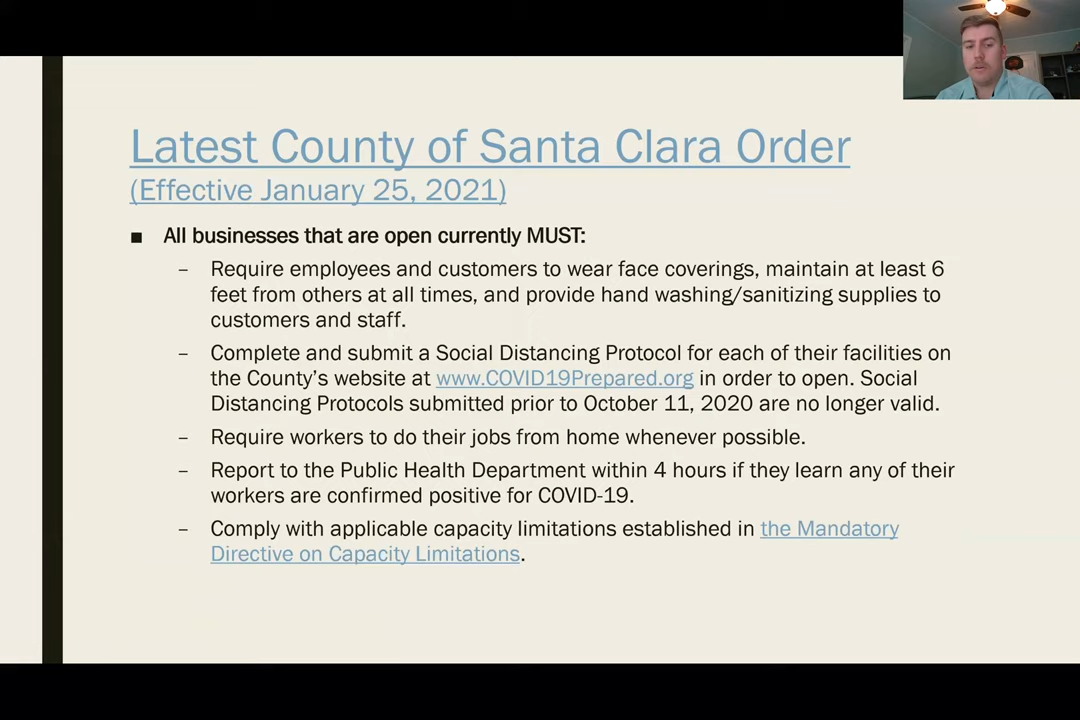 Latest County of Santa Clara Order
(Effective January 25, 2021)
■ All businesses that are open currently MUST:
– Require employees and customers to wear face coverings, maintain at least 6
feet from others at all times, and provide hand washing/sanitizing supplies to
customers and staff.
– Complete and submit a Social Distancing Protocol for each of their facilities on
the County’s website at www.COVID19Prepared.org in order to open. Social
Distancing Protocols submitted prior to October 11, 2020 are no longer valid.
– Require workers to do their jobs from home whenever possible.
– Report to the Public Health Department within 4 hours if they learn any of their
workers are confirmed positive for COVID-19.
– Comply with applicable capacity limitations established in the Mandatory
Directive on Capacity Limitations.